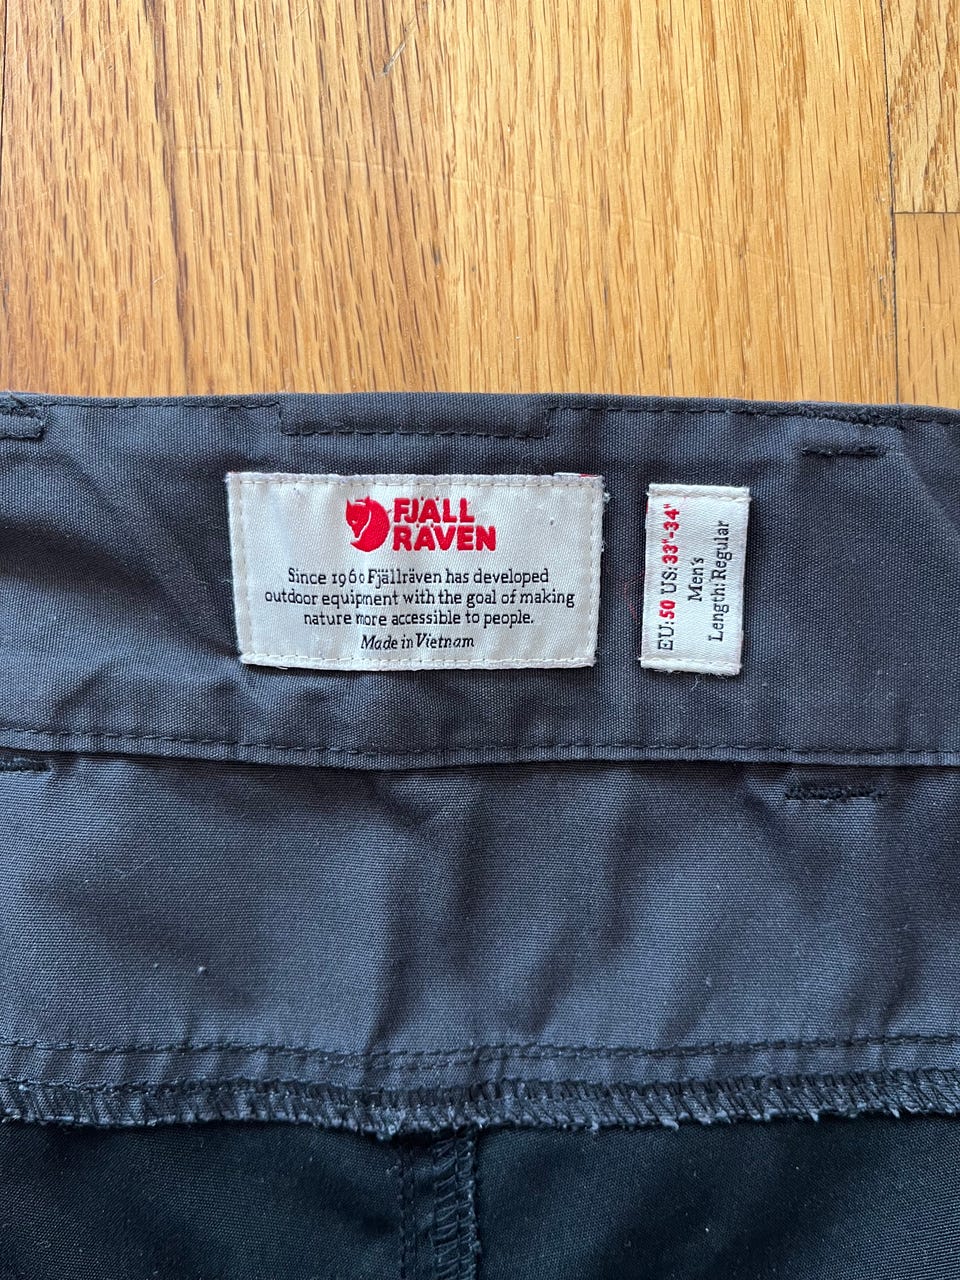 FJÄLL
RÄVEN
Since 1960 Fjällräven has developed
outdoor equipment with the goal of making
nature more accessible to people.
Made in Vietnam
EU:50 US:33"-34"
Men's
Length: Regular